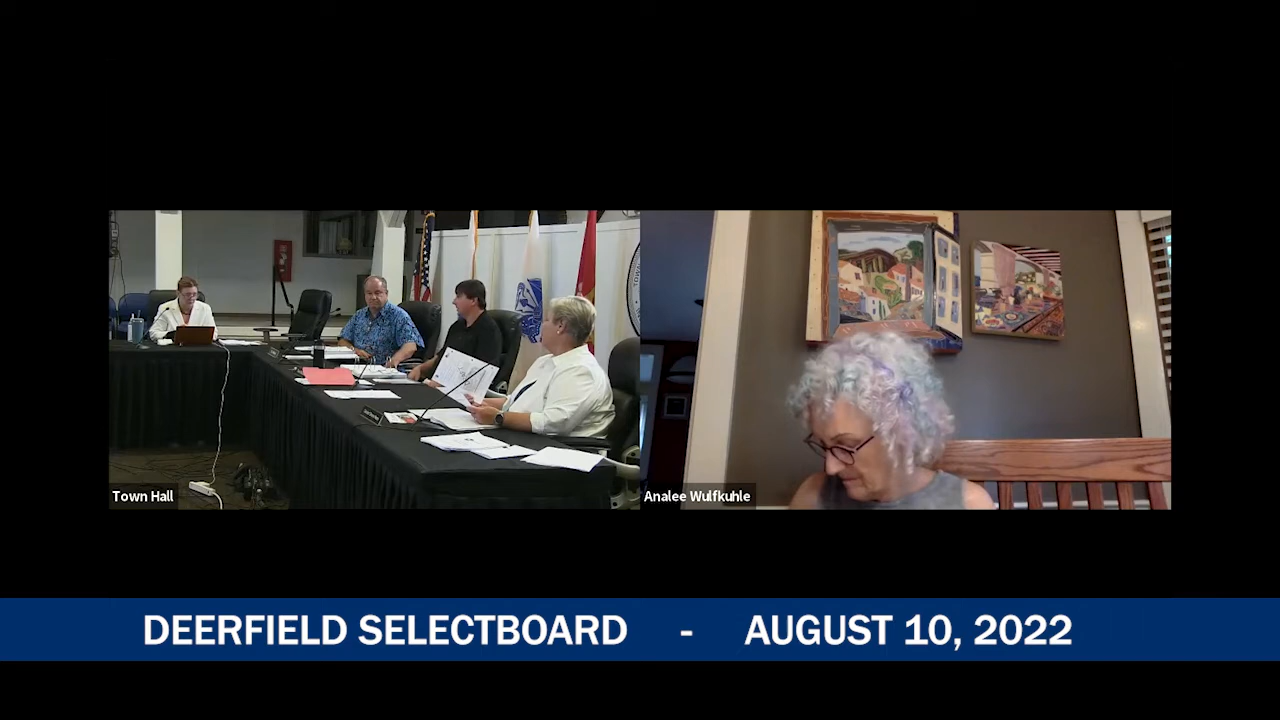 Town Hall
Analee Wulfkuhle
DEERFIELD SELECTBOARD - AUGUST 10, 2022